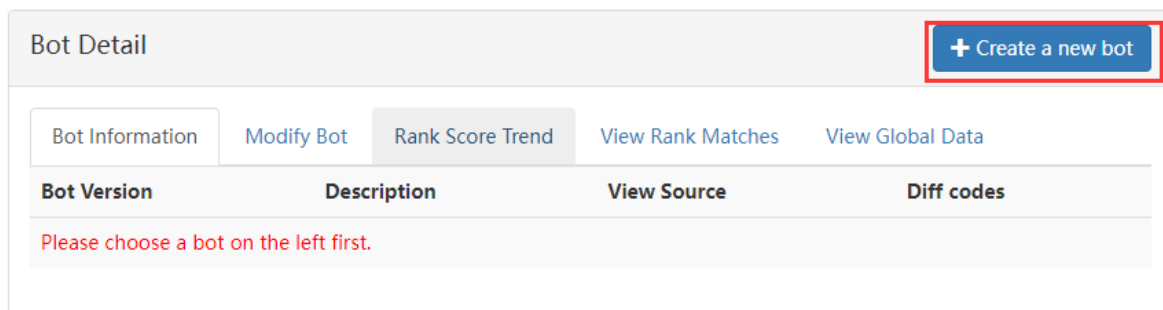 Bot Detail
+ Create a new bot
Bot Information Modify Bot Rank Score Trend View Rank Matches View Global Data
Bot Version Description View Source Diff codes
Please choose a bot on the left first.